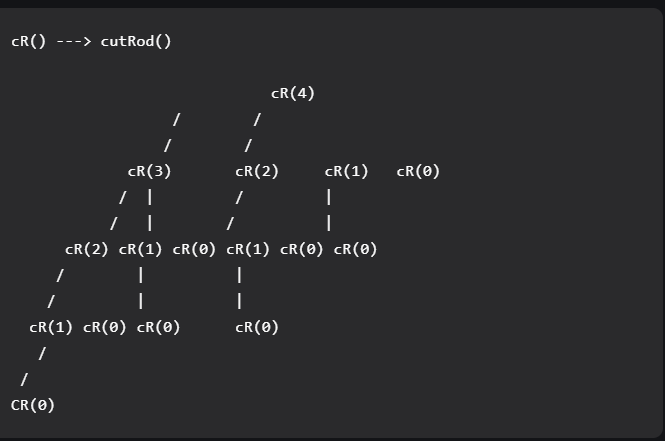 cR() ---> cutRod()
cR(4)
/ /
/ /
cR(3) cR(2) cR(1) cR(0)
/ | / |
/ | / |
cR(2) cR(1) cR(0) cR(1) cR(0) cR(0)
/ | |
/ | |
cR(1) cR(0) cR(0) cR(0)
/
/
CR(0)